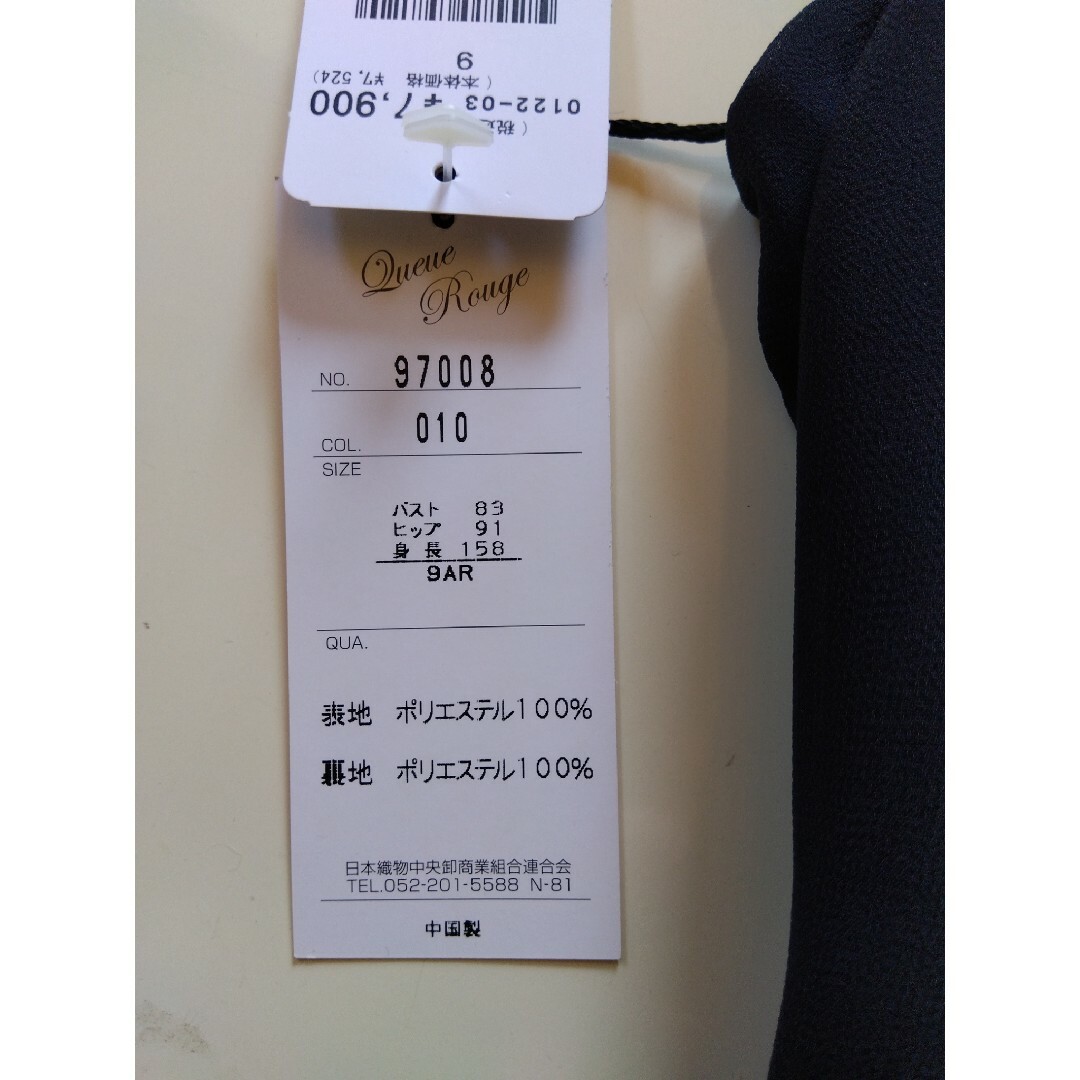 9
(本体価格 ¥7,524)
0122-03 ¥7,900
(税込
Queue
Rouge
NO. 97008
COL. 010
SIZE
バスト 83
ヒップ 91
身長 158
9AR
QUA.
表地 ポリエステル100%
裏地 ポリエステル100%
日本織物中央卸商業組合連合会
TEL.052-201-5588 N-81
中国製